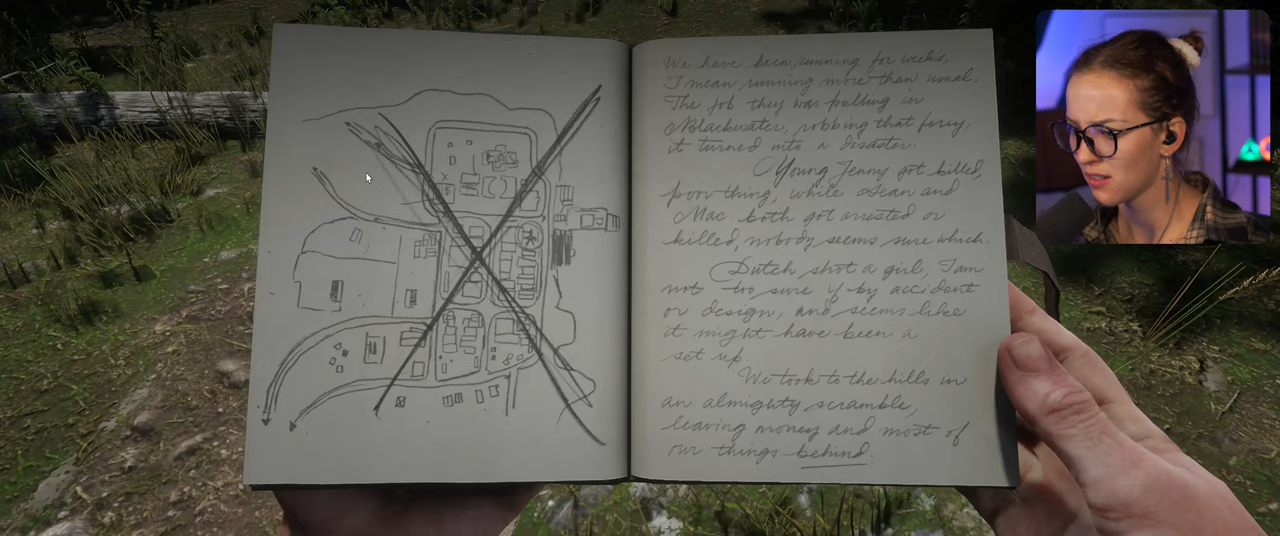 We have been running for weeks,
I mean running more than usual.
The job they was pulling in
Blackwater, robbing that ferry,
it turned into a disaster.
Young Jenny got killed,
poor thing, while Sean and
Mac both got arrested or
killed, nobody seems sure which.
Dutch shot a girl, I am
not too sure if by accident
or design, and seems like
it might have been a
set up.
We took to the hills in
an almighty scramble,
leaving money and most of
our things behind.